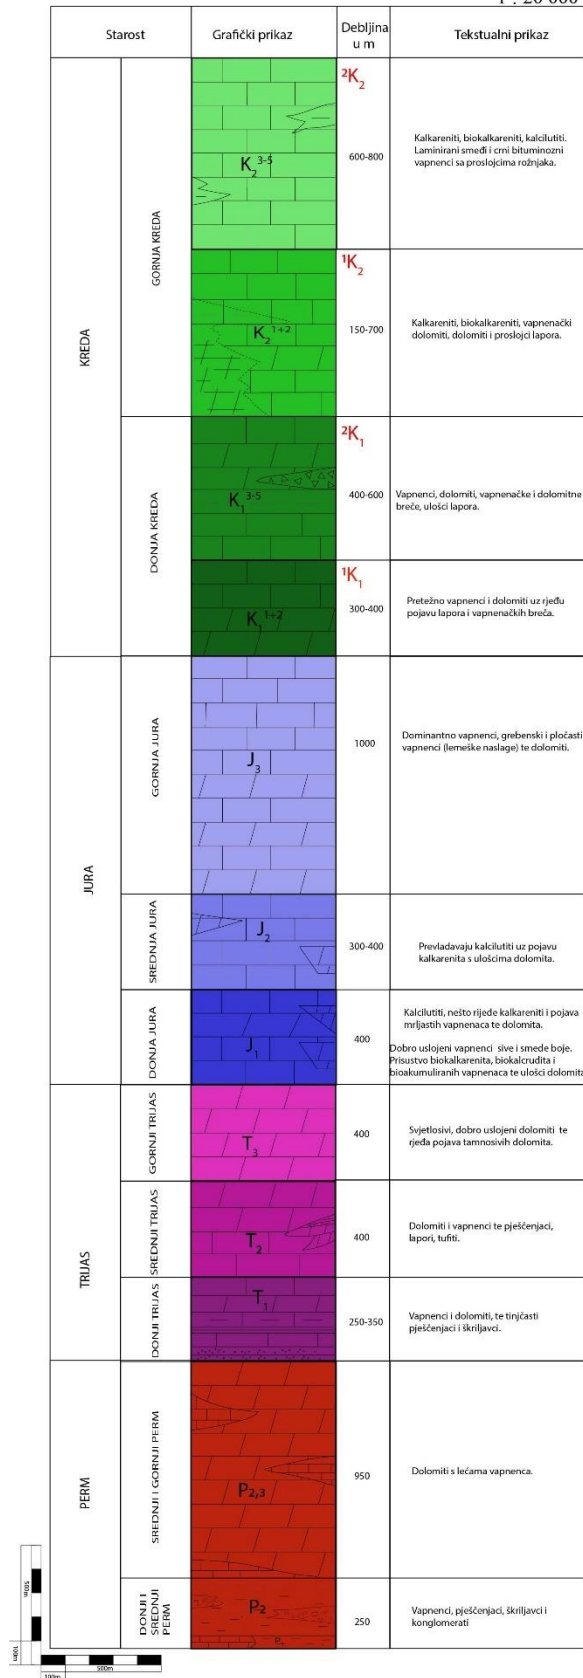 1 : 20 000
Starost
Grafički prikaz
Debljina
u m
Tekstualni prikaz
KREDA
GORNJA KREDA
K₂³⁻⁵
²K₂
600-800
Kalkareniti, biokalkareniti, kalcilutiti.
Laminirani smeđi i crni bituminozni
vapnenci sa proslojcima rožnjaka.
K₂¹⁺²
¹K₂
150-700
Kalkareniti, biokalkareniti, vapnenački
dolomiti, dolomiti i proslojci lapora.
DONJA KREDA
K₁³⁻⁵
²K₁
400-600
Vapnenci, dolomiti, vapnenačke i dolomitne
breče, ulošci lapora.
K₁¹⁺²
¹K₁
300-400
Pretežno vapnenci i dolomiti uz rjeđu
pojavu lapora i vapnenačkih breča.
JURA
GORNJA JURA
J₃
1000
Dominantno vapnenci, grebenski i pločasti
vapnenci (lemeške naslage) te dolomiti.
SREDNJA JURA
J₂
300-400
Prevladavaju kalcilutiti uz pojavu
kalkarenita s ulošcima dolomita.
DONJA JURA
J₁
400
Kalcilutiti, nešto rijede kalkareniti i pojava
mrljastih vapnenaca te dolomita.
Dobro uslojeni vapnenci sive i smeđe boje.
Prisustvo biokalkarenita, biokalcrudita i
bioakumuliranih vapnenaca te ulošci dolomita
TRIJAS
GORNJI TRIJAS
T₃
400
Svjetlosivi, dobro uslojeni dolomiti te
rjeđa pojava tamnosivih dolomita.
SREDNJI TRIJAS
T₂
400
Dolomiti i vapnenci te pješčenjaci,
lapori, tufiti.
DONJI TRIJAS
T₁
250-350
Vapnenci i dolomiti, te tinjčasti
pješčenjaci i škriljavci.
PERM
SREDNJI I GORNJI PERM
P₂,₃
950
Dolomiti s lećama vapnenca.
DONJI I
SREDNJI
PERM
P₂
P₁
250
Vapnenci, pješčenjaci, škriljavci i
konglomerati
500m
100m
500m
100m